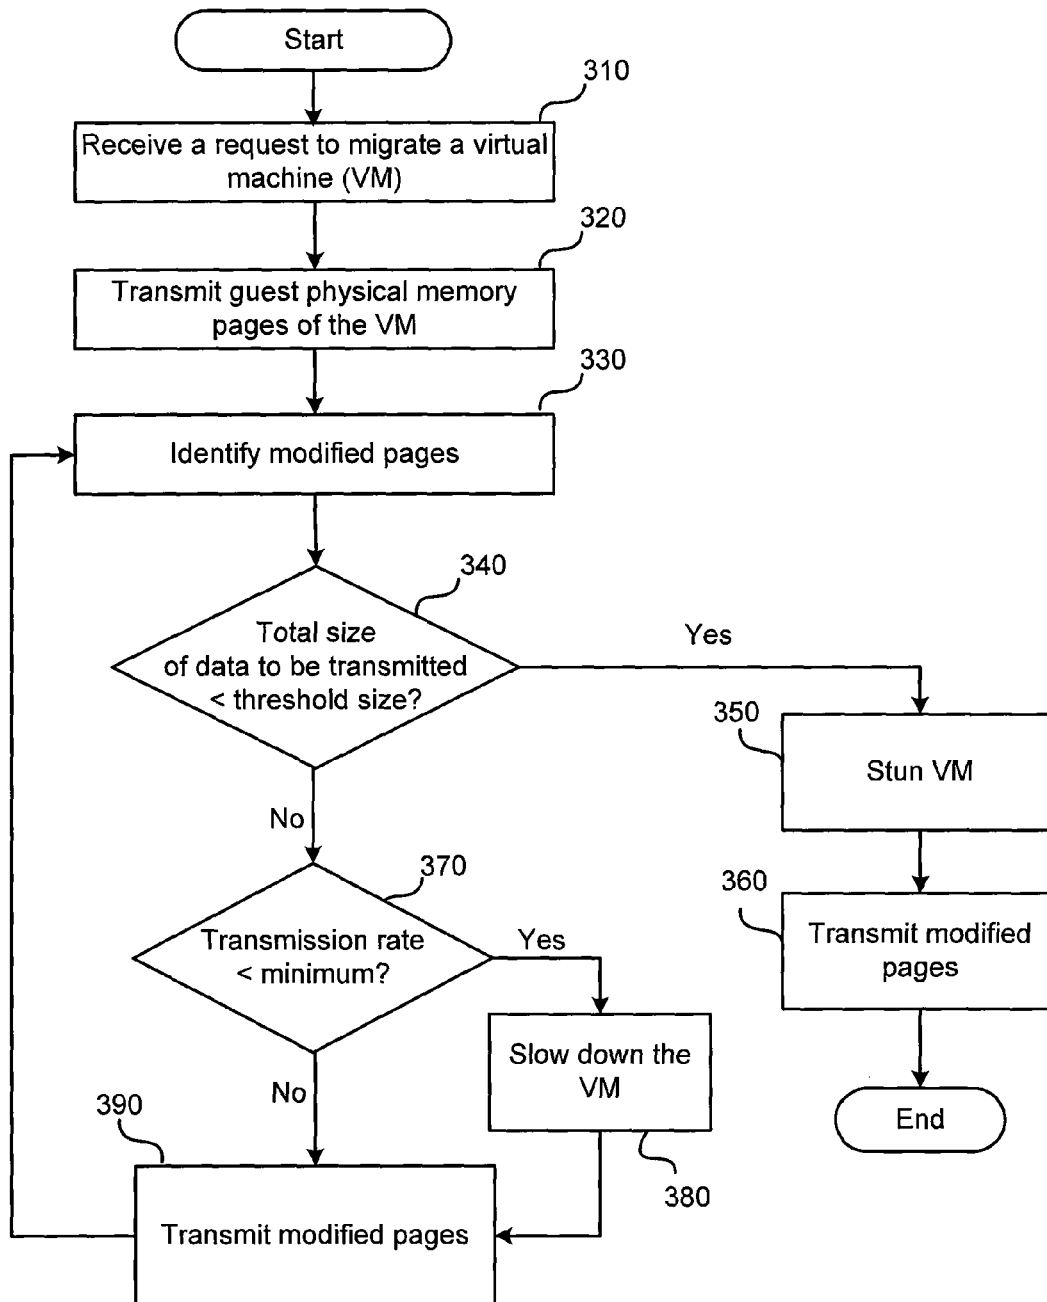 Start
310
Receive a request to migrate a virtual
machine (VM)
320
Transmit guest physical memory
pages of the VM
330
Identify modified pages
340
Total size
of data to be transmitted
< threshold size?
Yes
350
Stun VM
No
370
360
Transmission rate
< minimum?
Yes
Transmit modified
pages
Slow down the
VM
No
390
End
380
Transmit modified pages